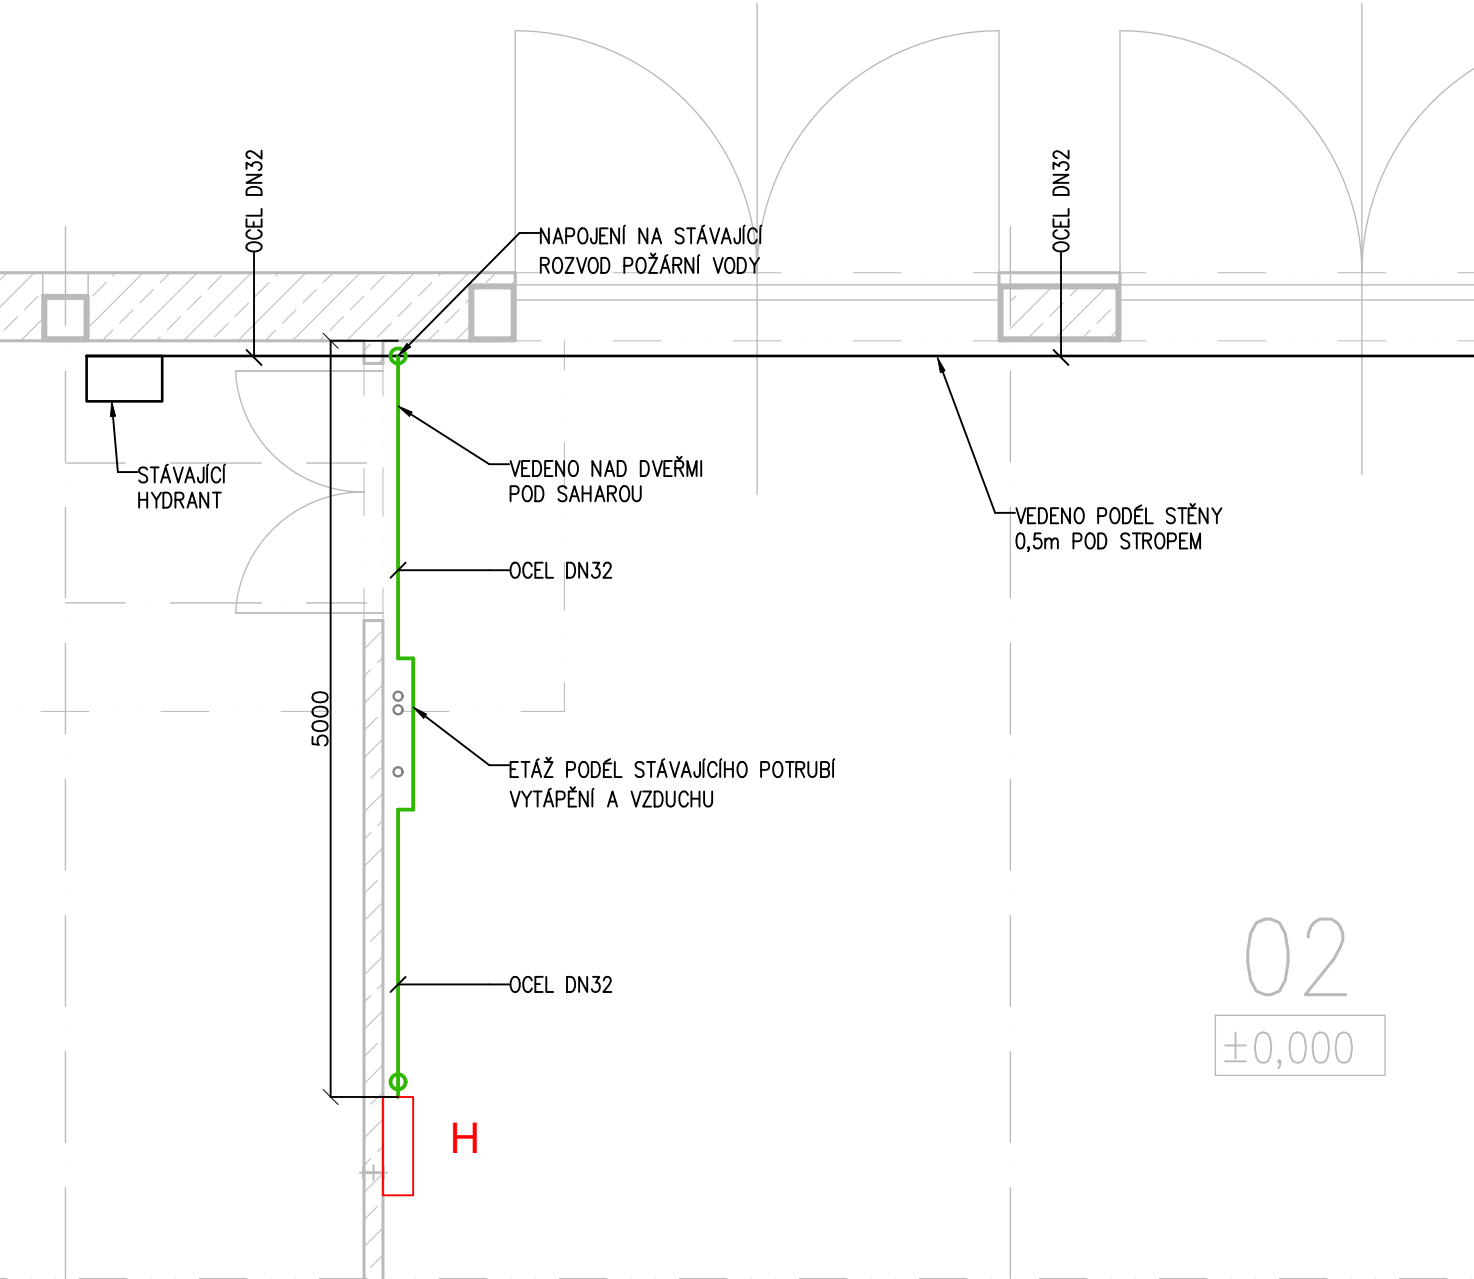 OCEL DN32
OCEL DN32
NAPOJENÍ NA STÁVAJÍCÍ
ROZVOD POŽÁRNÍ VODY
STÁVAJÍCÍ
HYDRANT
VEDENO NAD DVEŘMI
POD SAHAROU
VEDENO PODÉL STĚNY
0,5m POD STROPEM
OCEL DN32
5000
ETÁŽ PODÉL STÁVAJÍCÍHO POTRUBÍ
VYTÁPĚNÍ A VZDUCHU
02
±0,000
OCEL DN32
H